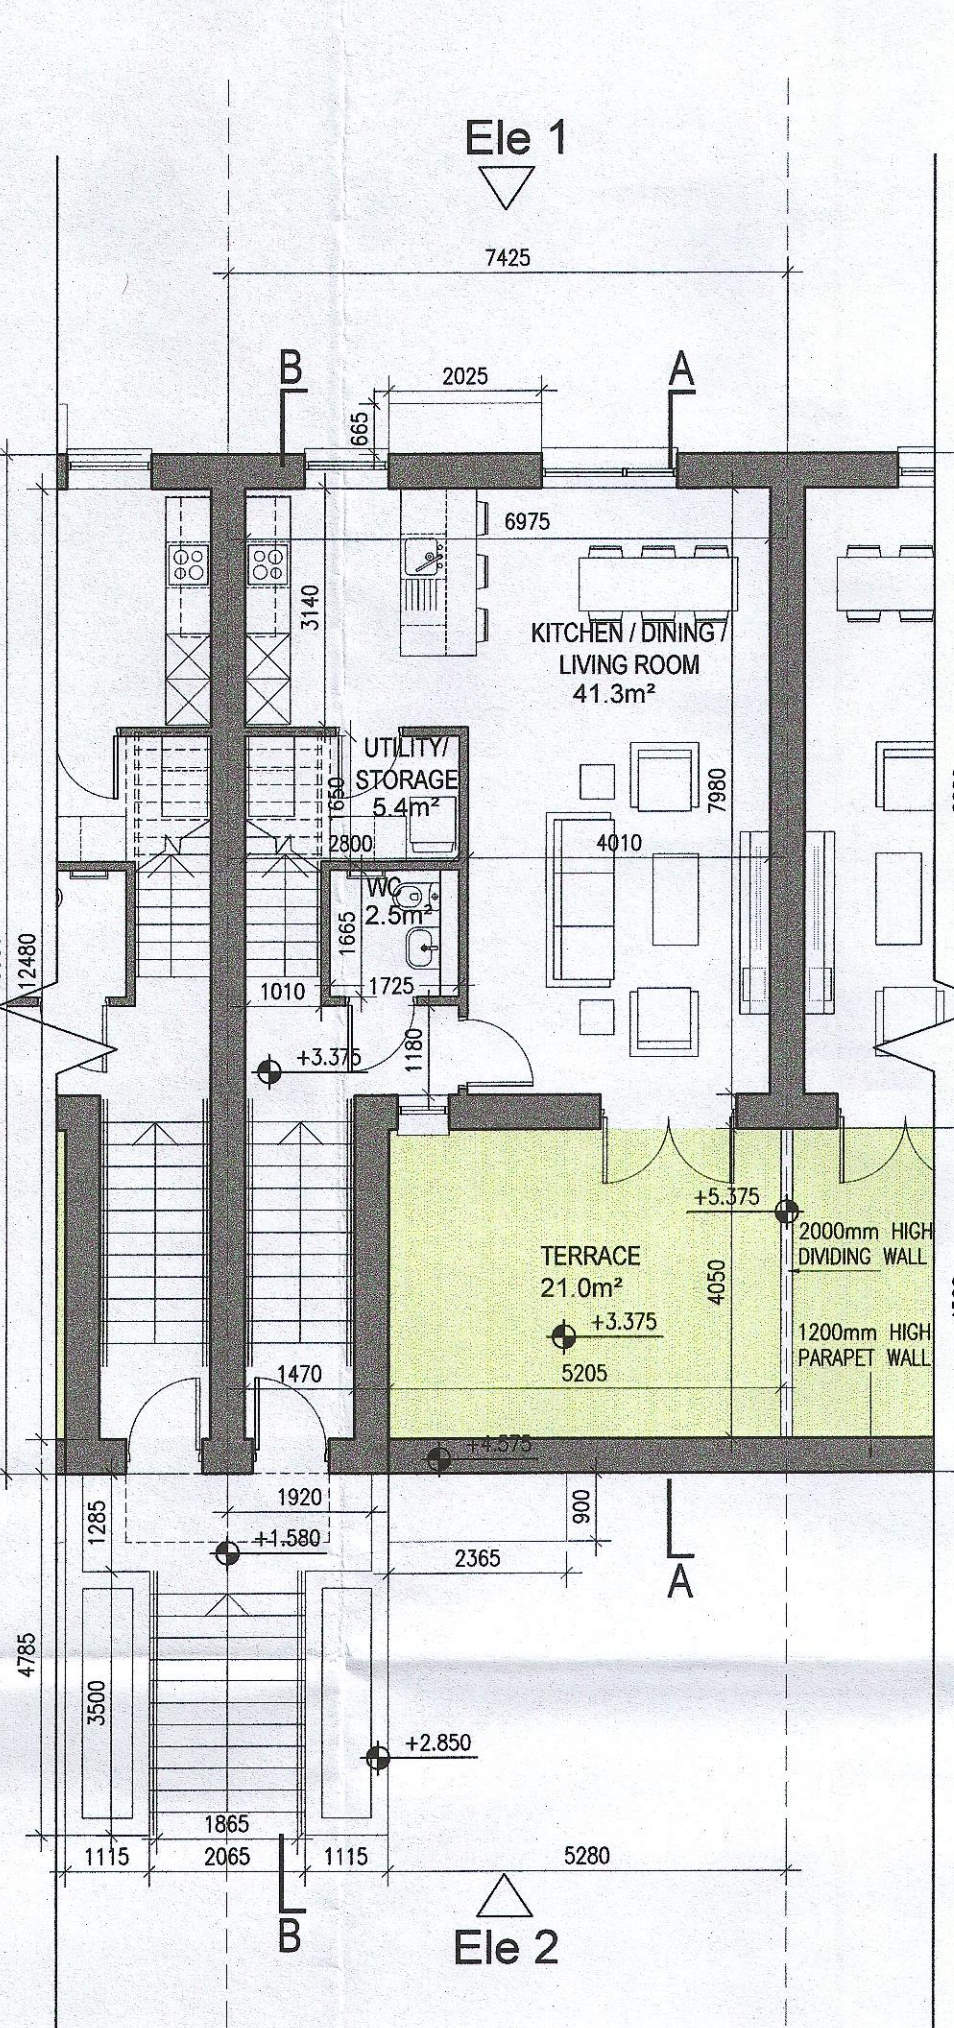 Ele 1
7425
B
A
2025
665
6975
3140
KITCHEN / DINING /
LIVING ROOM
41.3m²
UTILITY/
STORAGE
5.4m²
1650
7980
2800
4010
WC
2.5m²
1665
12480
1725
1010
1180
+3.375
+5.375
2000mm HIGH
DIVIDING WALL
TERRACE
21.0m²
4050
+3.375
1200mm HIGH
PARAPET WALL
1470
5205
+4.575
1285
1920
900
+1.580
2365
A
4785
3500
+2.850
1865
1115
2065
1115
5280
B
Ele 2